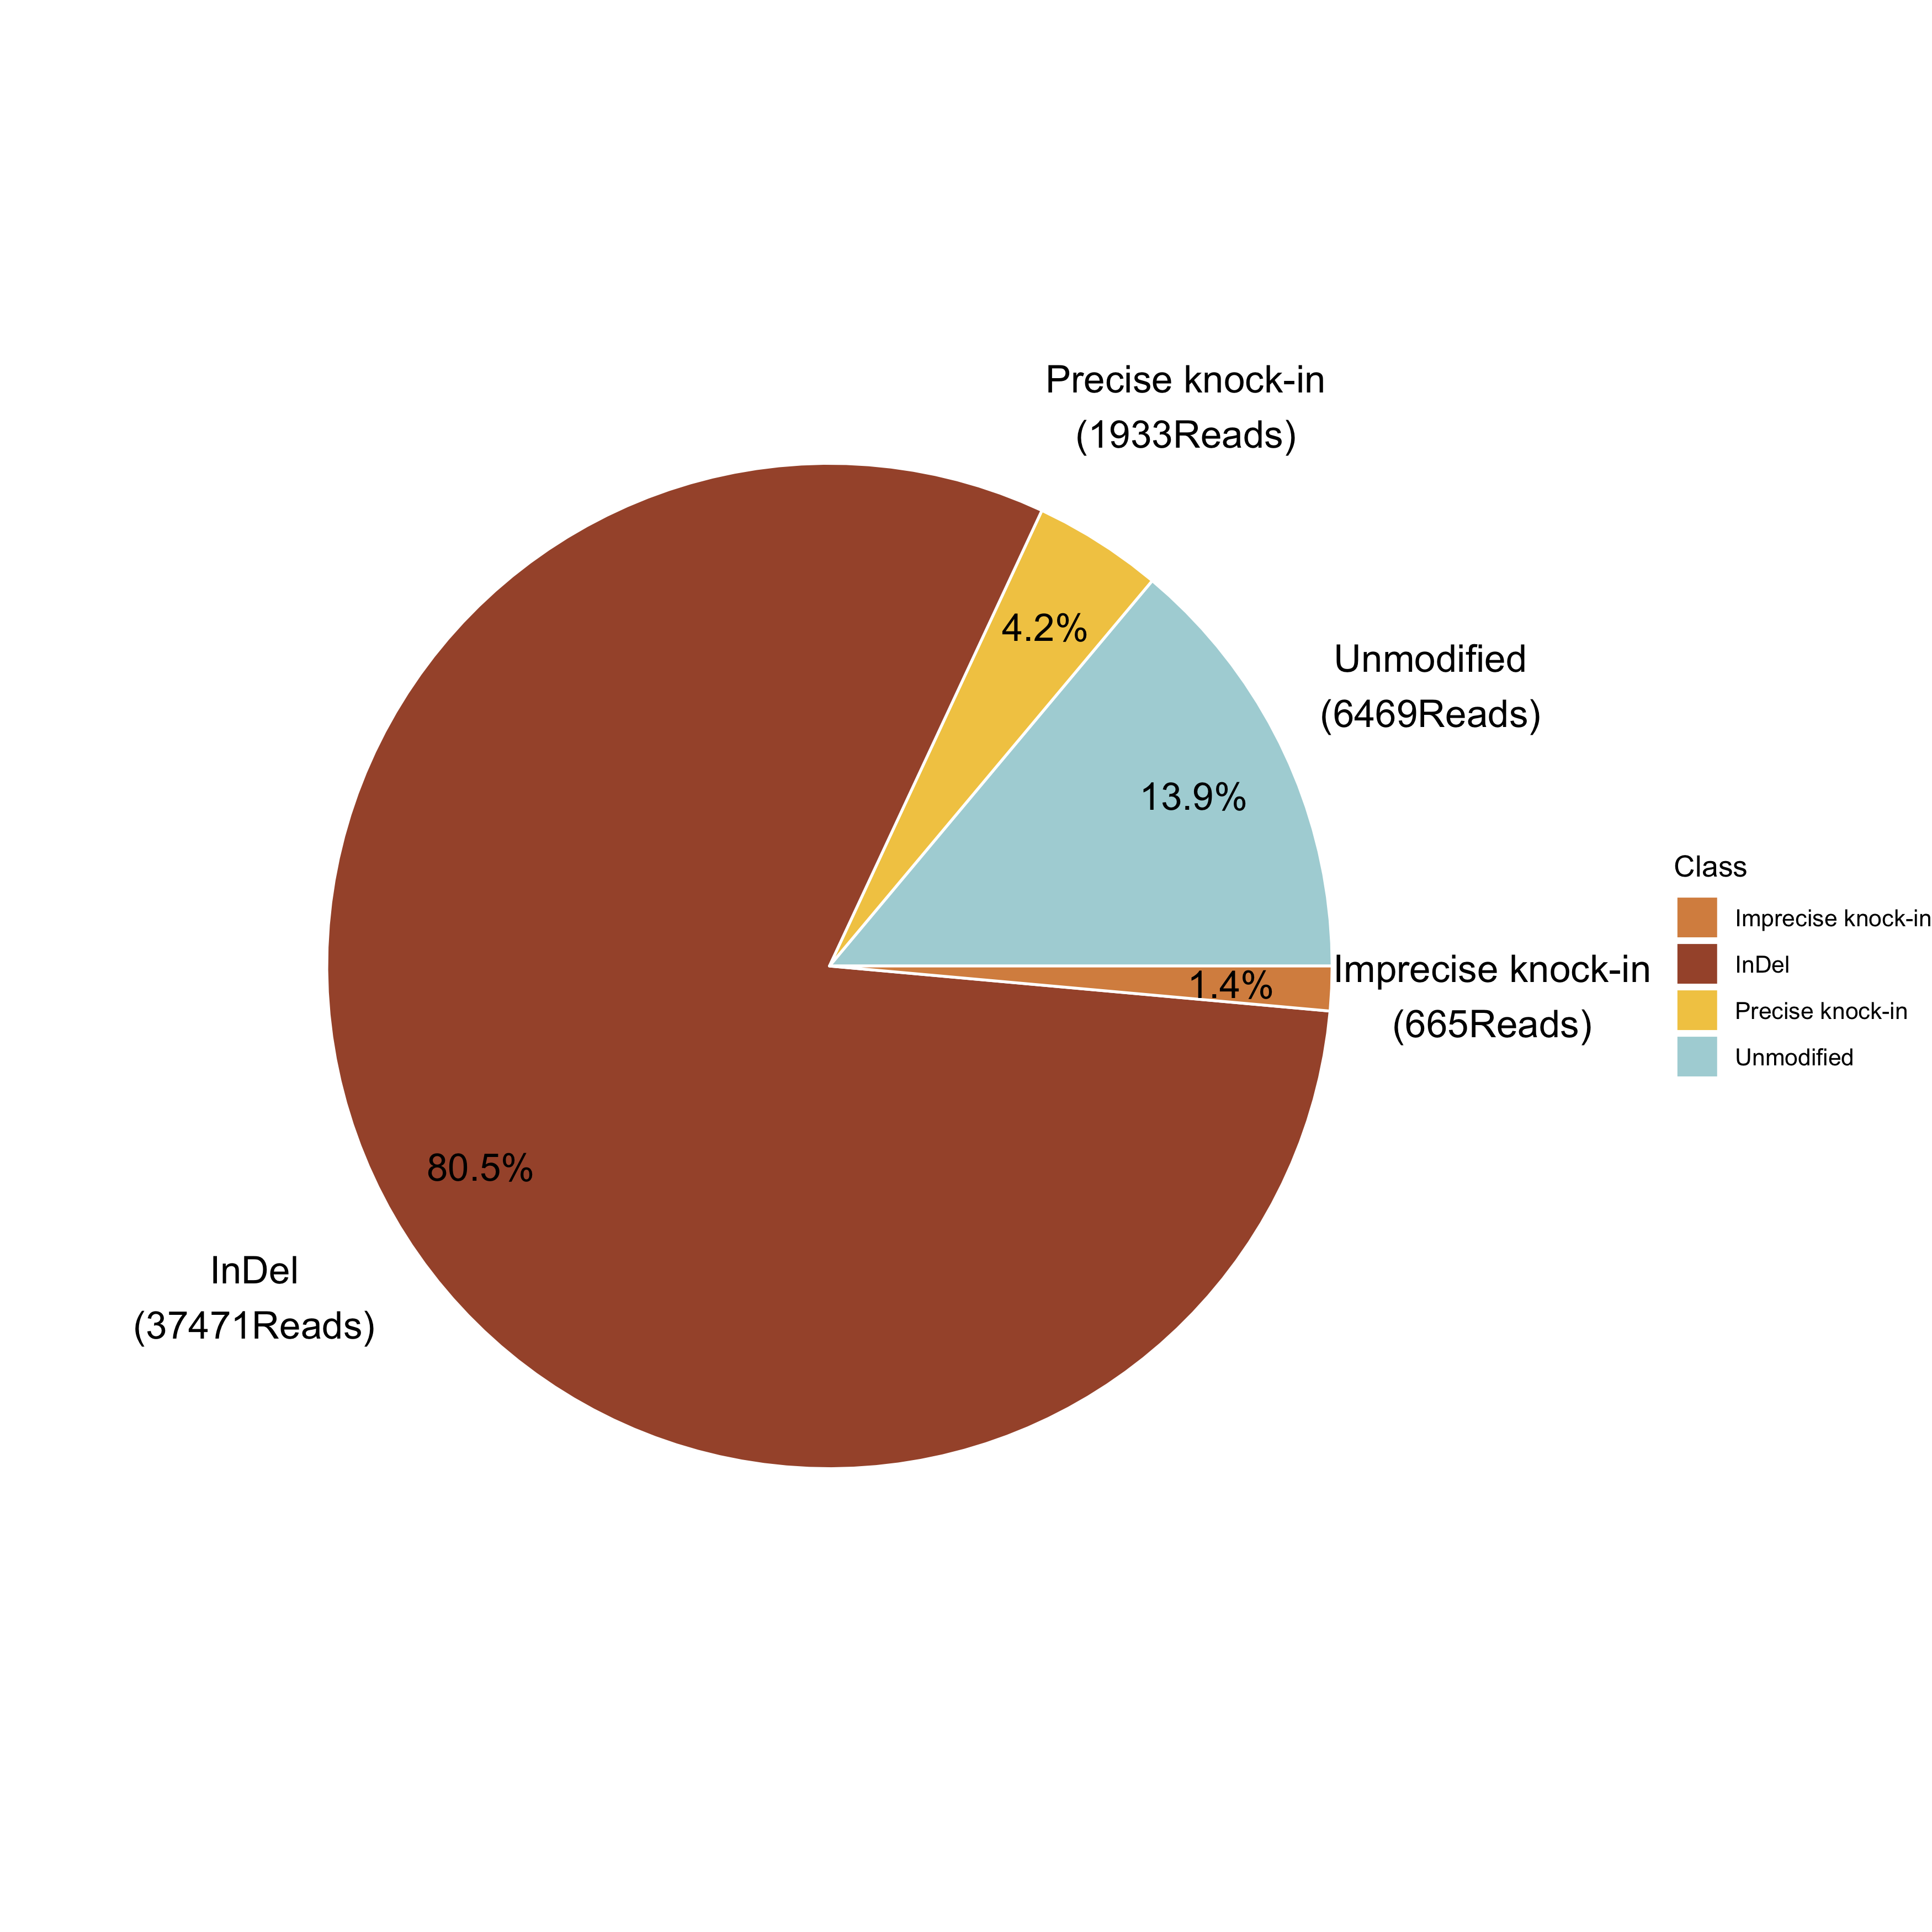 Precise knock-in
(1933Reads)
4.2%
Unmodified
(6469Reads)
13.9%
Imprecise knock-in
(665Reads)
1.4%
80.5%
InDel
(37471Reads)
Class
Imprecise knock-in
InDel
Precise knock-in
Unmodified